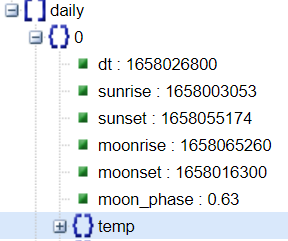 daily
0
dt : 1658026800
sunrise : 1658003053
sunset : 1658055174
moonrise : 1658065260
moonset : 1658016300
moon_phase : 0.63
temp